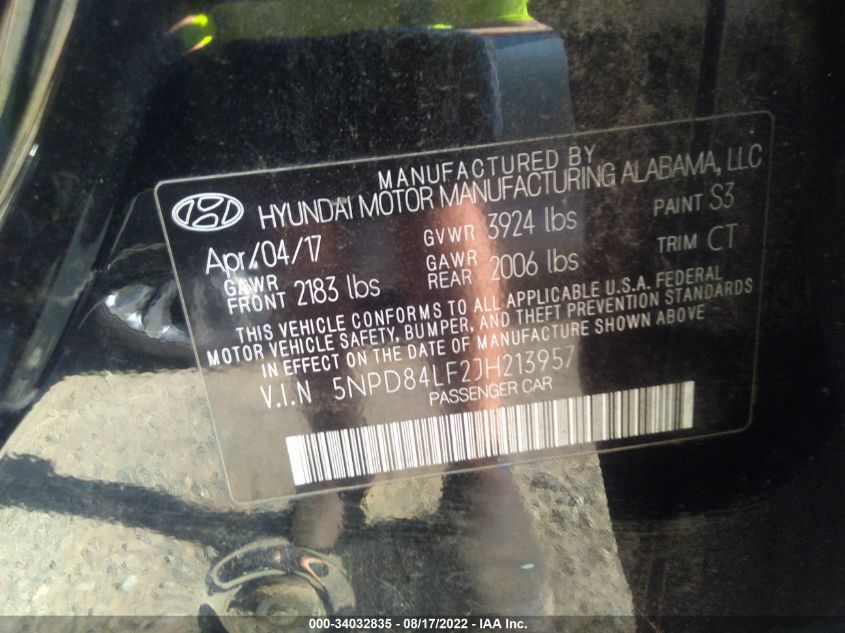 MANUFACTURED BY
HYUNDAI MOTOR MANUFACTURING ALABAMA, LLC
Apr/04/17 GVWR 3924 lbs PAINT S3
GAWR FRONT 2183 lbs GAWR REAR 2006 lbs TRIM CT
THIS VEHICLE CONFORMS TO ALL APPLICABLE U.S.A. FEDERAL
MOTOR VEHICLE SAFETY, BUMPER, AND THEFT PREVENTION STANDARDS
IN EFFECT ON THE DATE OF MANUFACTURE SHOWN ABOVE
V.I.N 5NPD84LF2JH213957
PASSENGER CAR
000-34032835 - 08/17/2022 - IAA Inc.